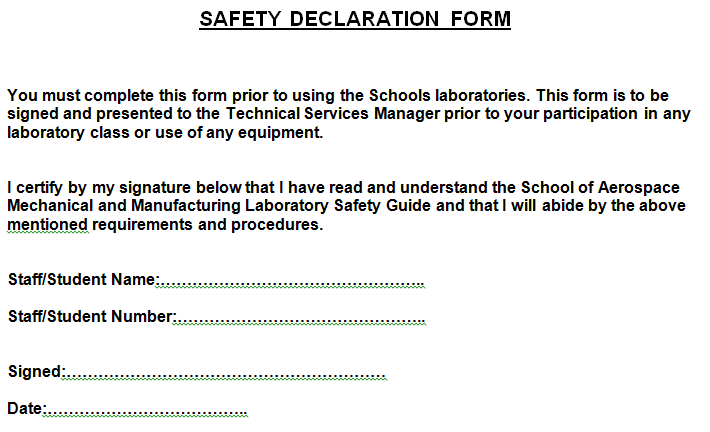 SAFETY DECLARATION FORM
You must complete this form prior to using the Schools laboratories. This form is to be
signed and presented to the Technical Services Manager prior to your participation in any
laboratory class or use of any equipment.
I certify by my signature below that I have read and understand the School of Aerospace
Mechanical and Manufacturing Laboratory Safety Guide and that I will abide by the above
mentioned requirements and procedures.
Staff/Student Name:…………………………………………..
Staff/Student Number:………………………………………..
Signed:……………………………………………………
Date:………………………………..